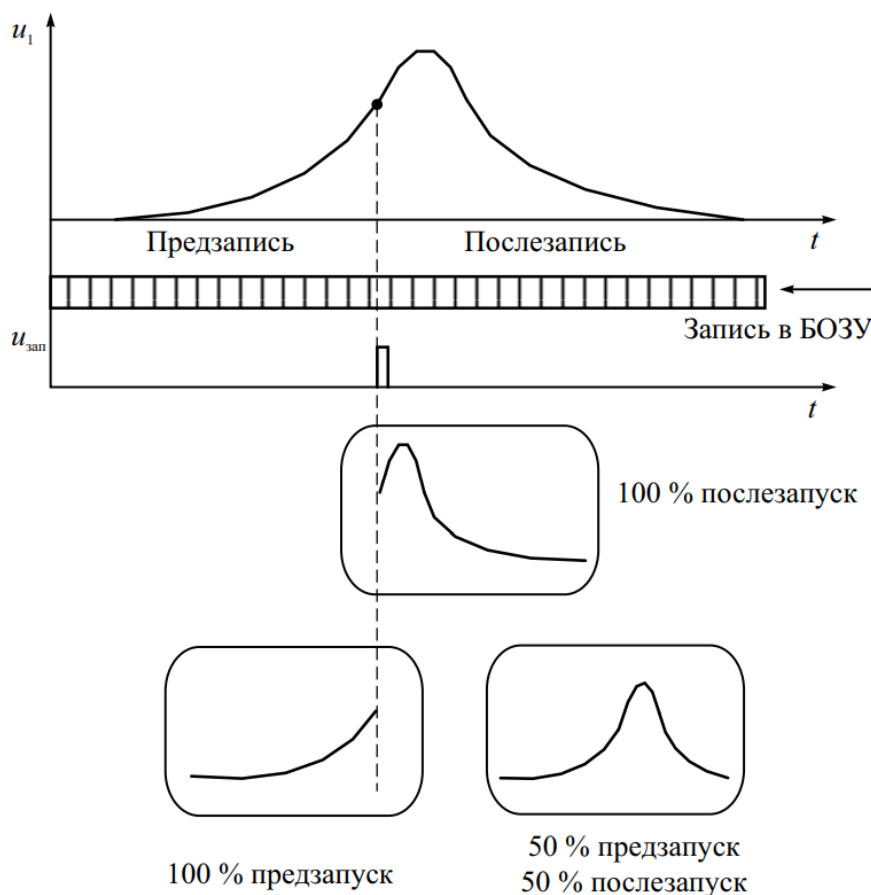 u₁
Предзапись
Послезапись
t
Запись в БОЗУ
uзап
t
100 % послезапуск
100 % предзапуск
50 % предзапуск
50 % послезапуск